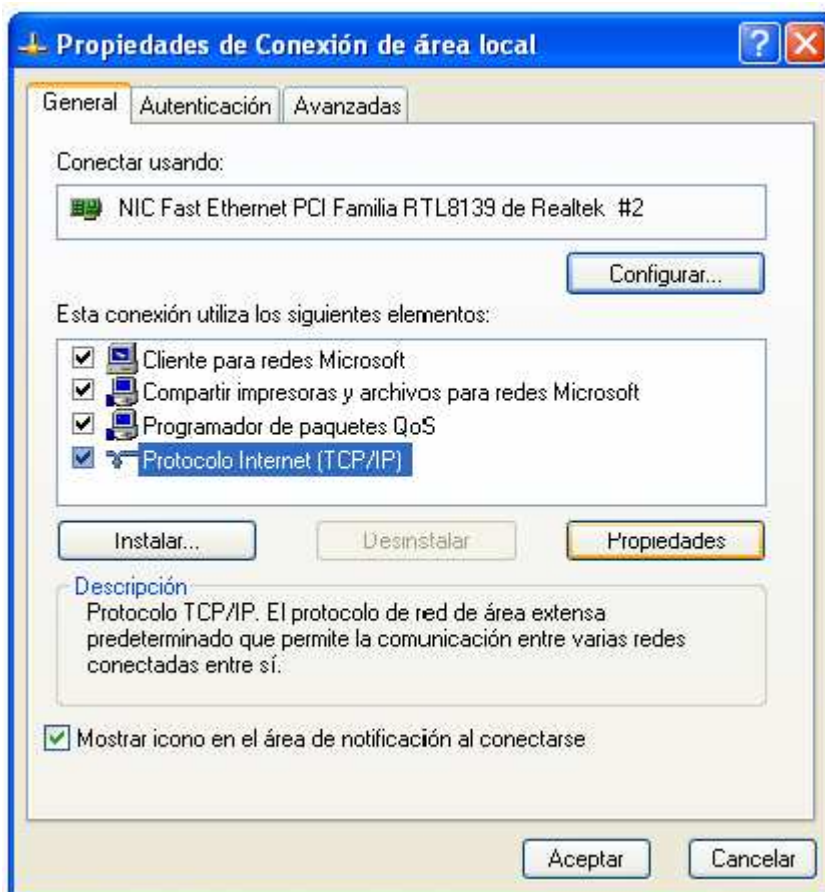 Propiedades de Conexión de área local
General
Autenticación
Avanzadas
Conectar usando:
NIC Fast Ethernet PCI Familia RTL8139 de Realtek #2
Configurar...
Esta conexión utiliza los siguientes elementos:
Cliente para redes Microsoft
Compartir impresoras y archivos para redes Microsoft
Programador de paquetes QoS
Protocolo Internet (TCP/IP)
Instalar...
Desinstalar
Propiedades
Descripción
Protocolo TCP/IP. El protocolo de red de área extensa
predeterminado que permite la comunicación entre varias redes
conectadas entre sí.
Mostrar icono en el área de notificación al conectarse
Aceptar
Cancelar